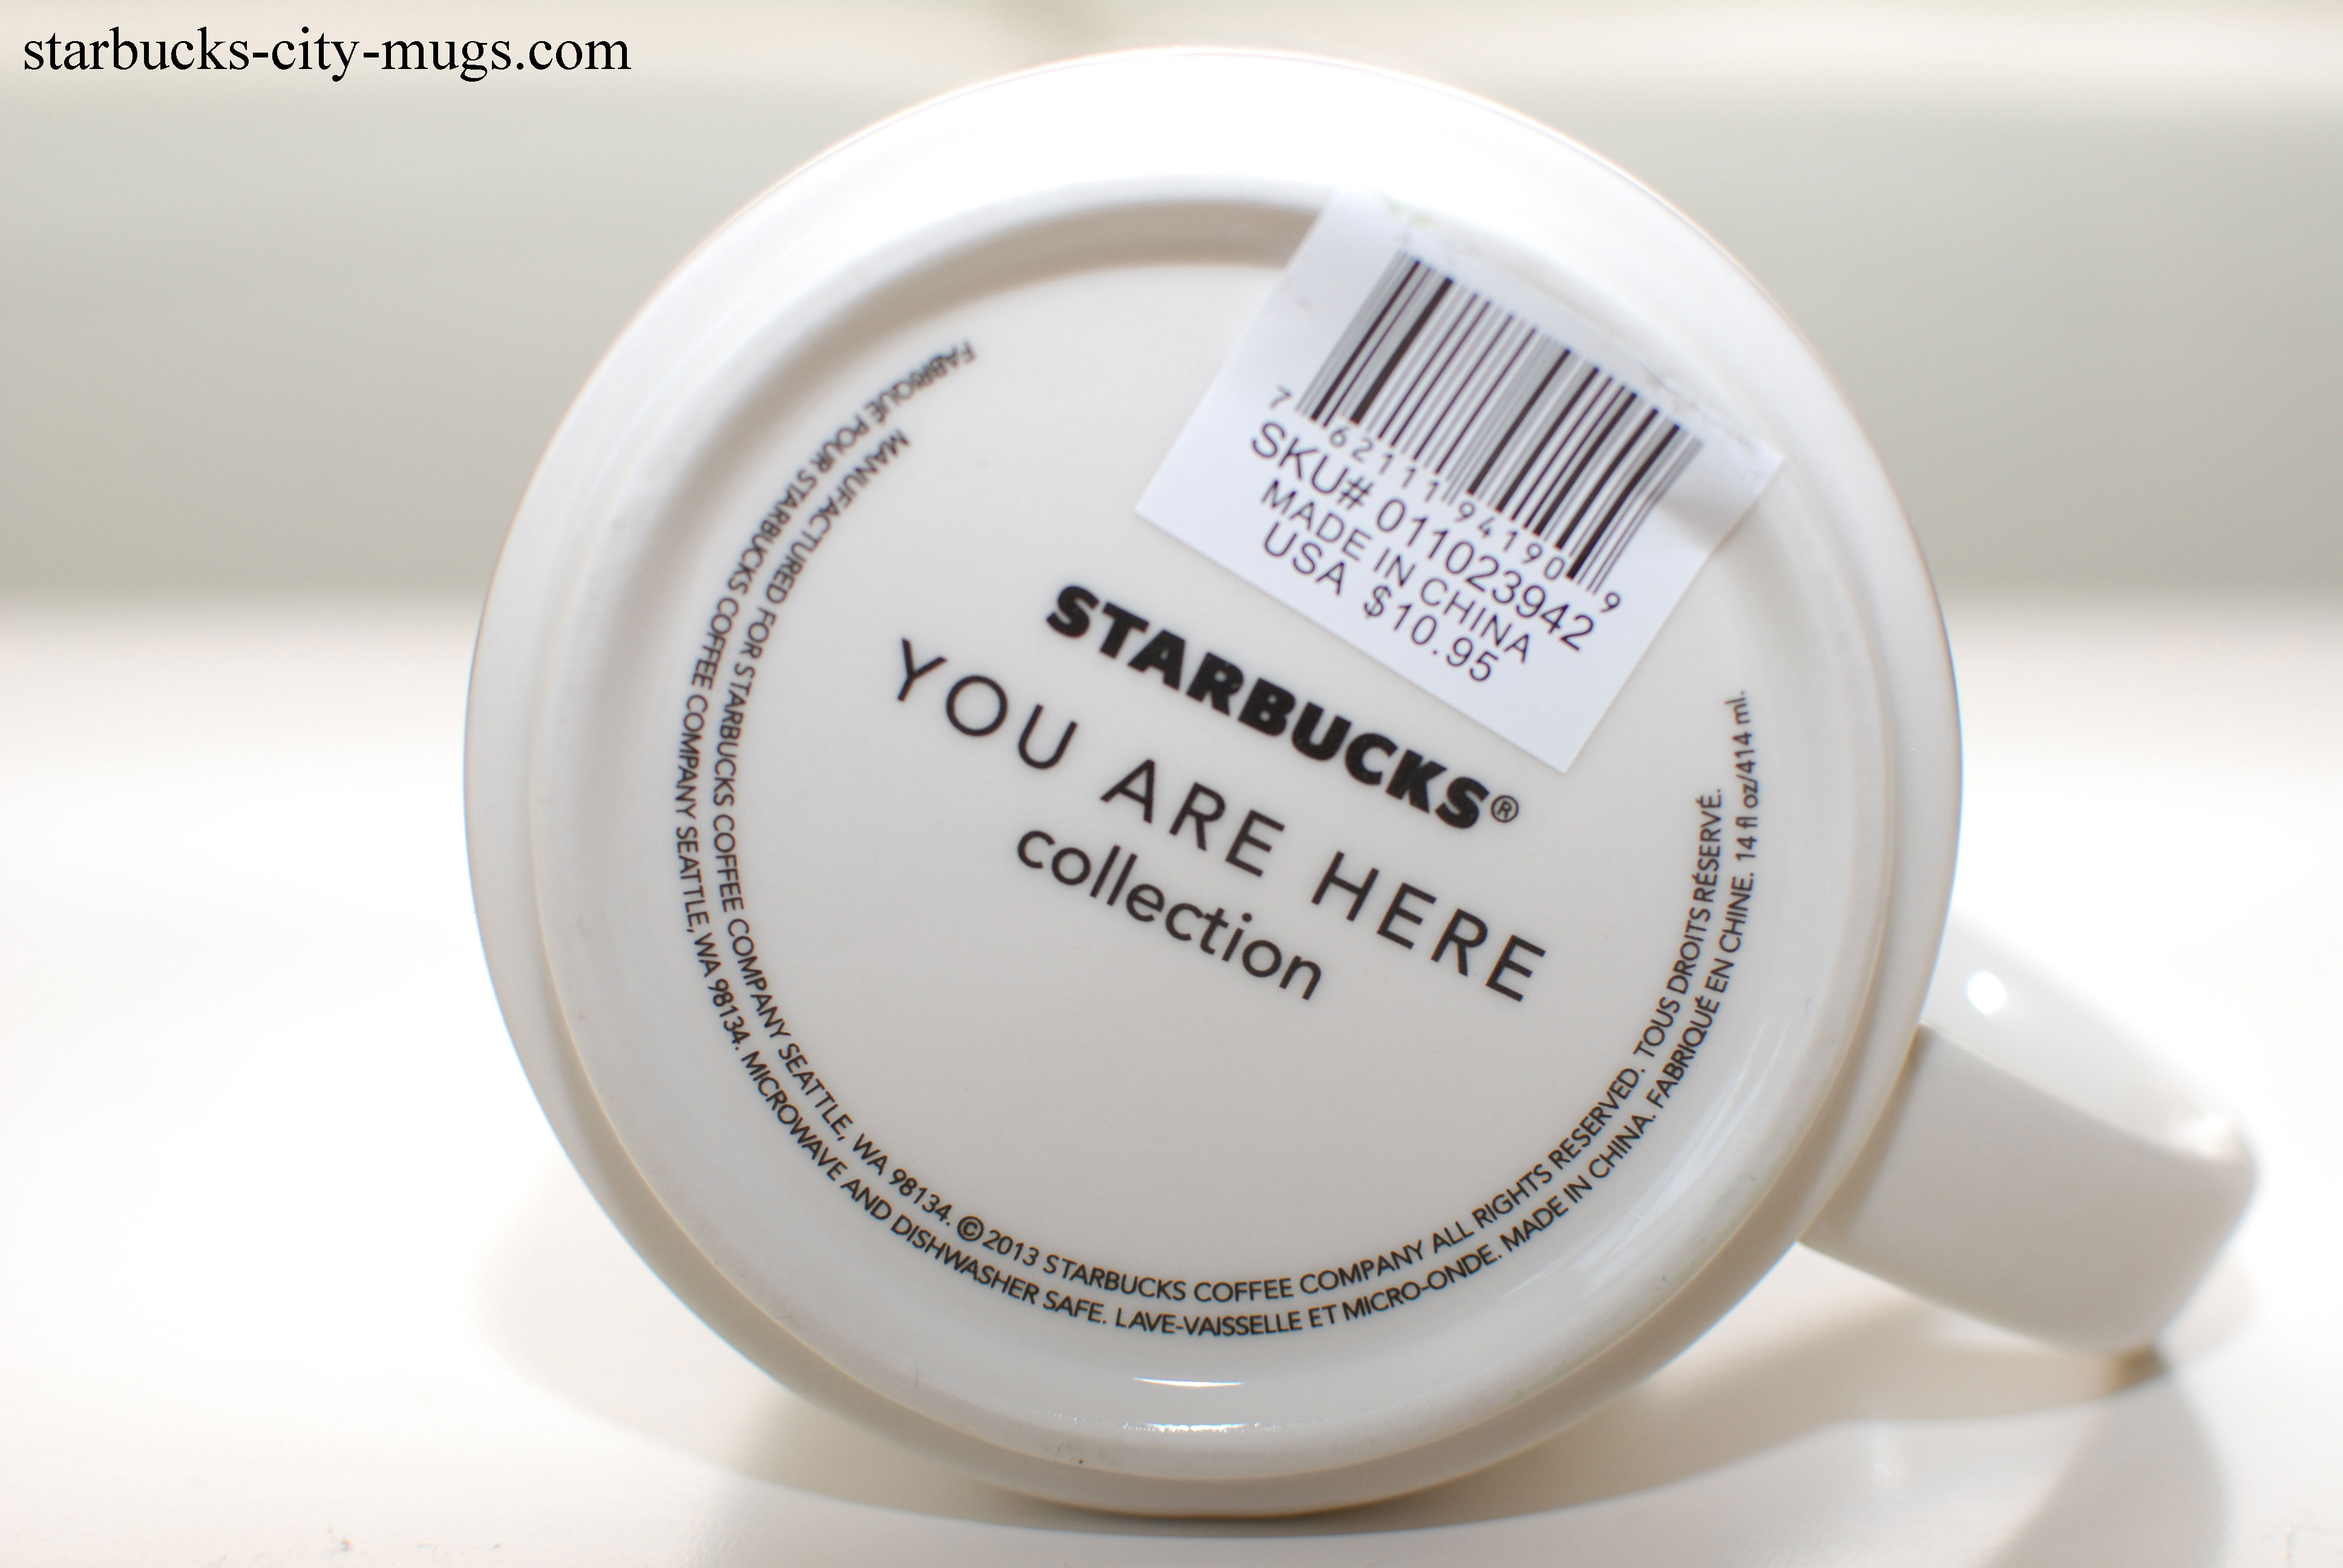 starbucks-city-mugs.com
7 62111 94190 9
SKU# 011023942
MADE IN CHINA
USA $10.95
STARBUCKS®
YOU ARE HERE
collection
MANUFACTURED FOR STARBUCKS COFFEE COMPANY SEATTLE, WA 98134. ©2013 STARBUCKS COFFEE COMPANY ALL RIGHTS RESERVED. TOUS DROITS RÉSERVÉ.
FABRIQUÉ POUR STARBUCKS COFFEE COMPANY SEATTLE, WA 98134. MICROWAVE AND DISHWASHER SAFE. LAVE-VAISSELLE ET MICRO-ONDE. MADE IN CHINA. FABRIQUÉ EN CHINE. 14 fl oz/414 ml.